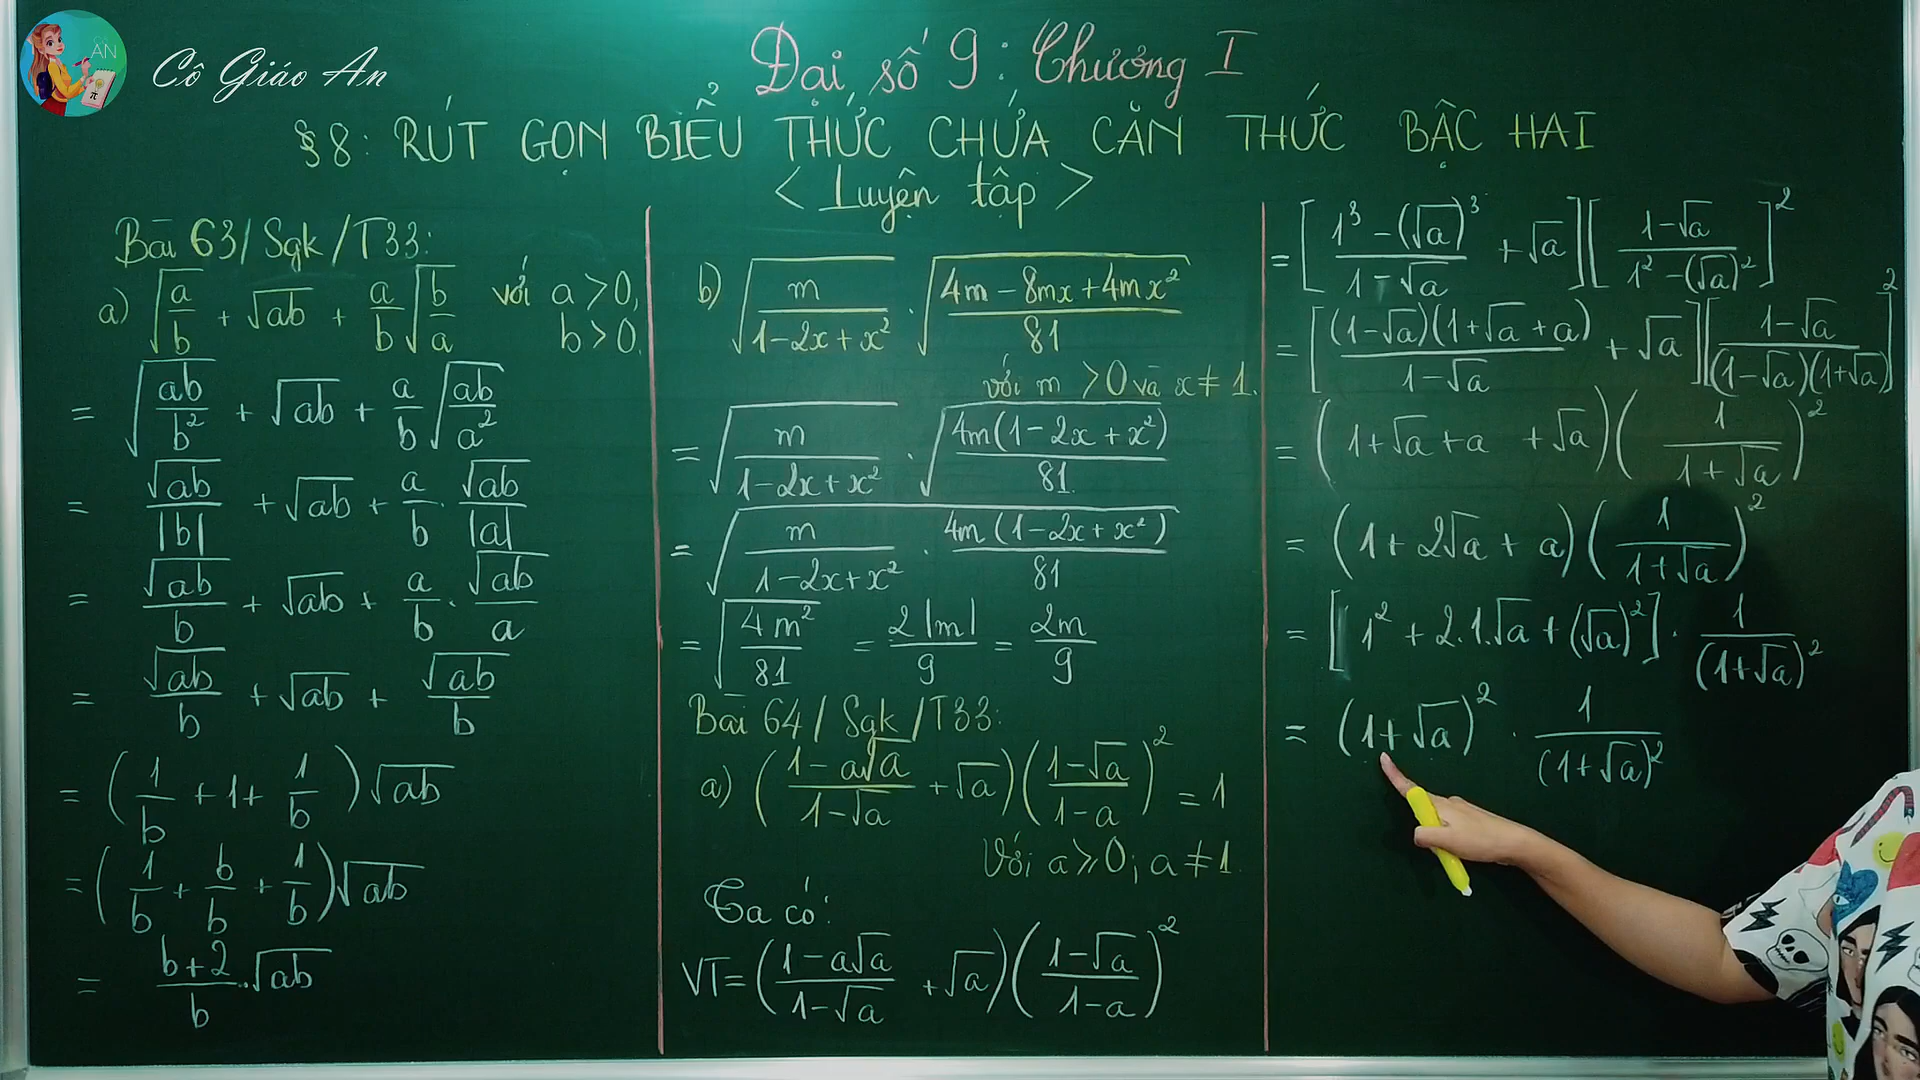 AN
Cô Giáo An
Đại số 9: Chương I
§8: RÚT GỌN BIỂU THỨC CHỨA CĂN THỨC BẬC HAI
< Luyện tập >
Bài 63/ Sgk /T33:
a) √(a/b) + √ab + a/b √(b/a) với a > 0,
b > 0.
= √(ab/b²) + √ab + a/b √(ab/a²)
= √ab/|b| + √ab + a/b . √ab/|a|
= √ab/b + √ab + a/b . √ab/a
= √ab/b + √ab + √ab/b
= (1/b + 1 + 1/b)√ab
= (1/b + b/b + 1/b)√ab
= (b+2)/b . √ab
b) √(m/(1-2x+x²)) . √((4m-8mx+4mx²)/81)
với m > 0 và x ≠ 1.
= √(m/(1-2x+x²)) . √(4m(1-2x+x²)/81)
= √(m/(1-2x+x²) . 4m(1-2x+x²)/81)
= √(4m²/81) = 2|m|/9 = 2m/9
Bài 64/ Sgk /T33:
a) ((1-a√a)/(1-√a) + √a)((1-√a)/(1-a))² = 1
Với a ⩾ 0; a ≠ 1.
Ta có:
VT= ((1-a√a)/(1-√a) + √a)((1-√a)/(1-a))²
= [(1³-(√a)³)/(1-√a) + √a][(1-√a)/(1²-(√a)²)]²
= [(1-√a)(1+√a+a)/(1-√a) + √a][(1-√a)/((1-√a)(1+√a))]²
= (1+√a+a +√a)(1/(1+√a))²
= (1+2√a+a)(1/(1+√a))²
= [1²+2.1.√a+(√a)²] . 1/(1+√a)²
= (1+√a)² . 1/(1+√a)²